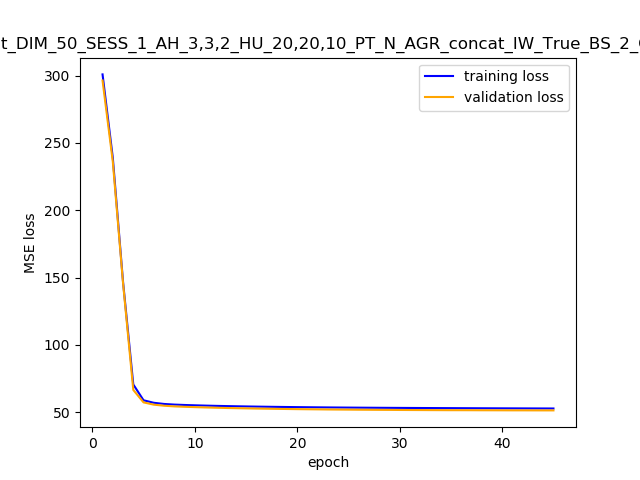 t_DIM_50_SESS_1_AH_3,3,2_HU_20,20,10_PT_N_AGR_concat_IW_True_BS_2_
training loss
validation loss
300
250
200
150
100
50
MSE loss
0 10 20 30 40
epoch